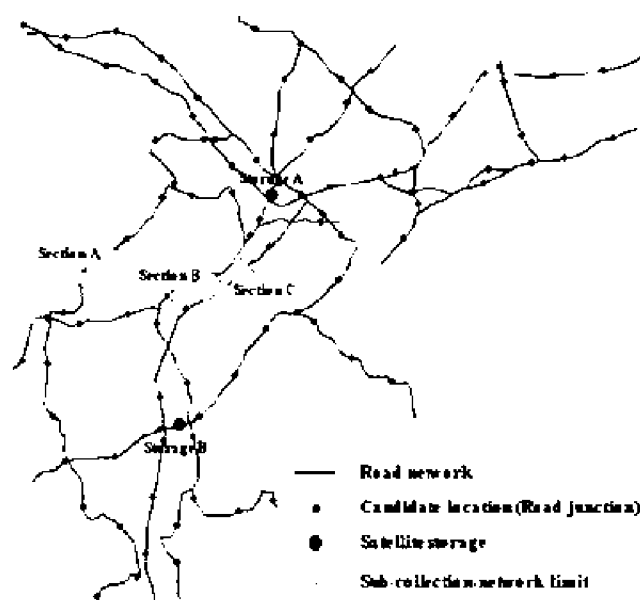 Storage A
Section A
Section B
Section C
Storage B
Road network
Candidate location(Road junction)
Satellite storage
Sub-collection-network limit